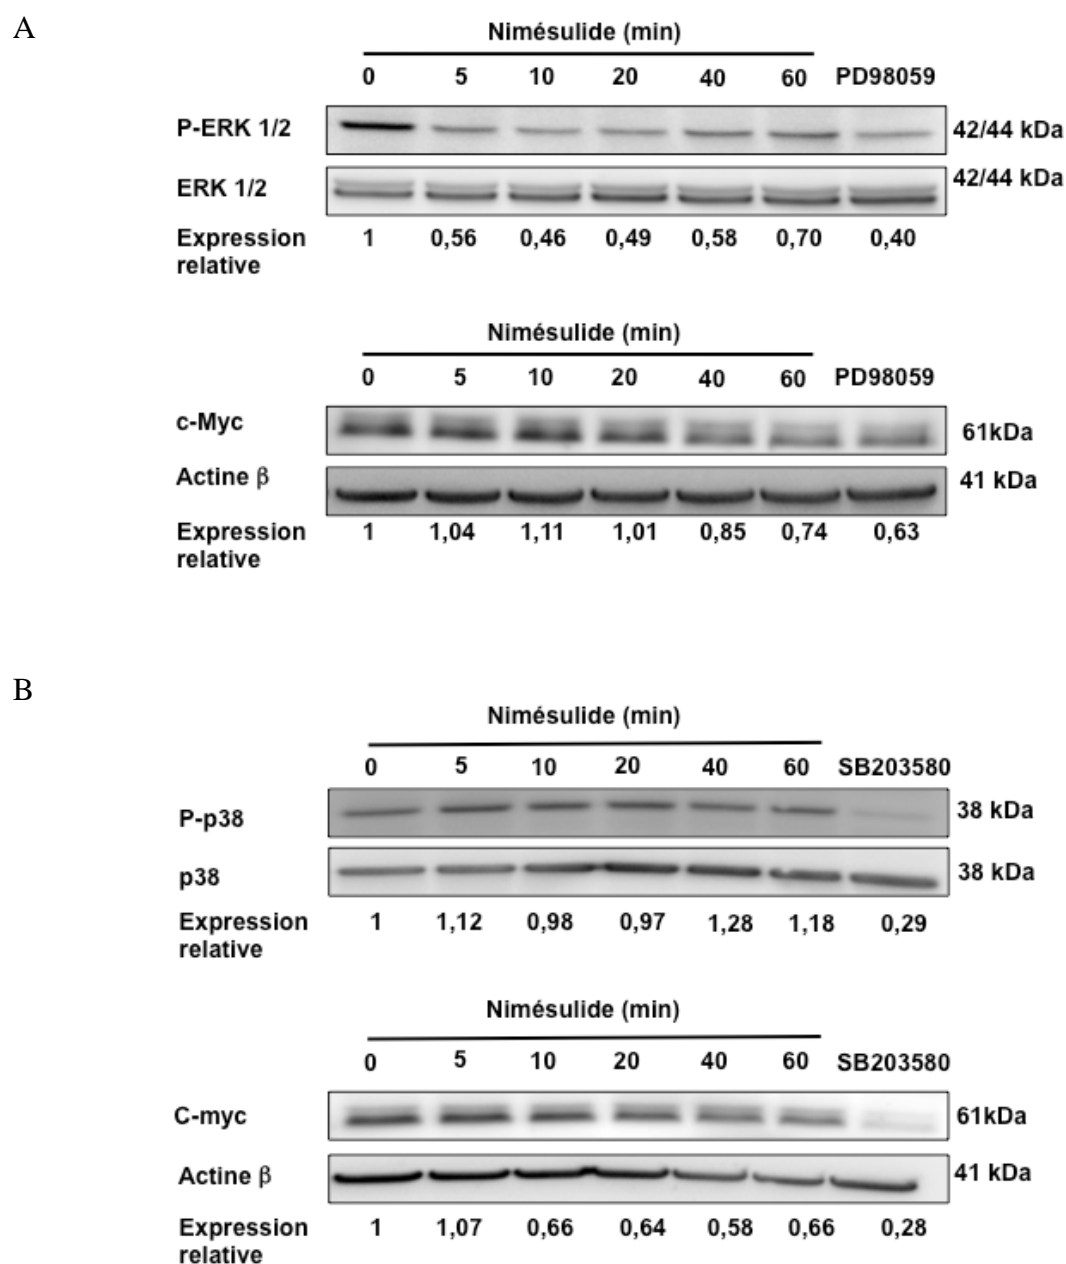 A
Nimésulide (min)
0 5 10 20 40 60 PD98059
P-ERK 1/2 42/44 kDa
ERK 1/2 42/44 kDa
Expression relative 1 0,56 0,46 0,49 0,58 0,70 0,40
Nimésulide (min)
0 5 10 20 40 60 PD98059
c-Myc 61kDa
Actine β 41 kDa
Expression relative 1 1,04 1,11 1,01 0,85 0,74 0,63
B
Nimésulide (min)
0 5 10 20 40 60 SB203580
P-p38 38 kDa
p38 38 kDa
Expression relative 1 1,12 0,98 0,97 1,28 1,18 0,29
Nimésulide (min)
0 5 10 20 40 60 SB203580
C-myc 61kDa
Actine β 41 kDa
Expression relative 1 1,07 0,66 0,64 0,58 0,66 0,28